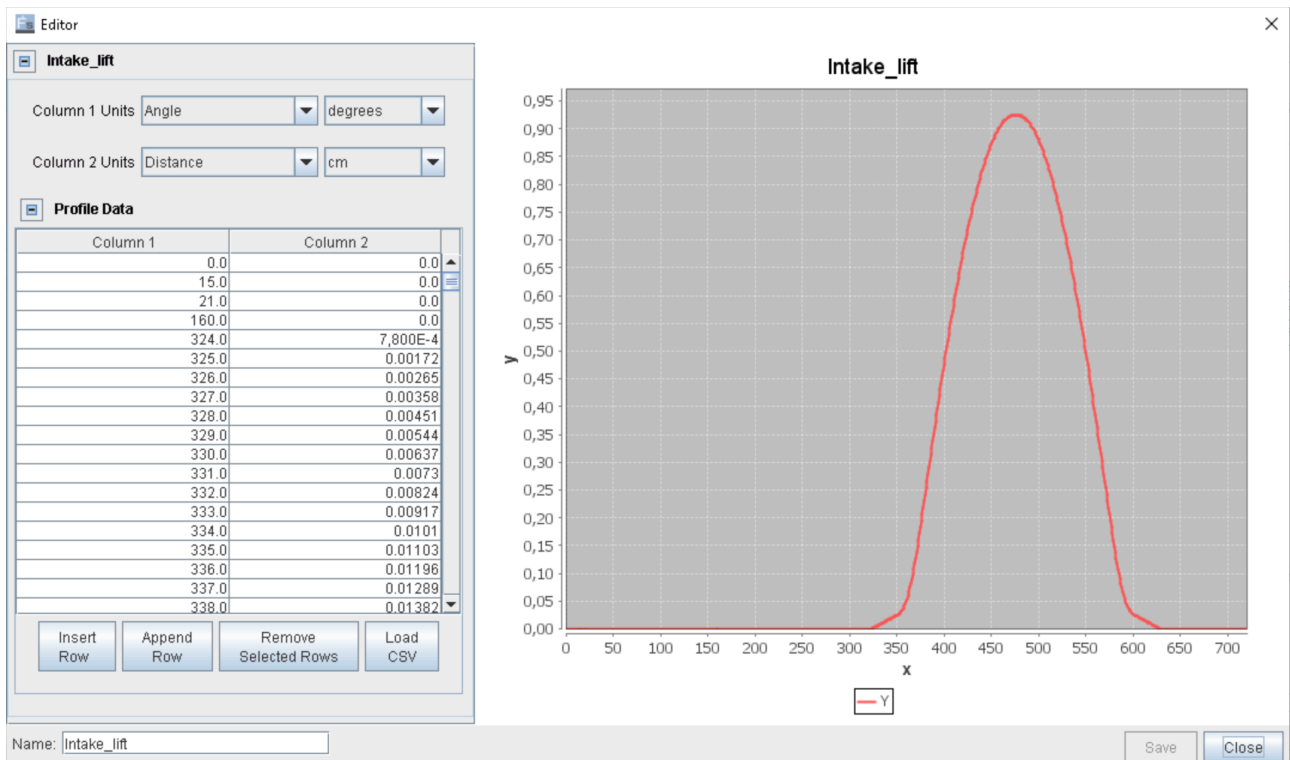 Editor
Intake_lift
Column 1 Units Angle degrees
Column 2 Units Distance cm
Profile Data
Column 1 Column 2
0.0 0.0
15.0 0.0
21.0 0.0
160.0 0.0
324.0 7,800E-4
325.0 0.00172
326.0 0.00265
327.0 0.00358
328.0 0.00451
329.0 0.00544
330.0 0.00637
331.0 0.0073
332.0 0.00824
333.0 0.00917
334.0 0.0101
335.0 0.01103
336.0 0.01196
337.0 0.01289
338.0 0.01382
Insert Row
Append Row
Remove Selected Rows
Load CSV
Intake_lift
0,95
0,90
0,85
0,80
0,75
0,70
0,65
0,60
0,55
0,50
0,45
0,40
0,35
0,30
0,25
0,20
0,15
0,10
0,05
0,00
y
0 50 100 150 200 250 300 350 400 450 500 550 600 650 700
x
Y
Name: Intake_lift
Save Close